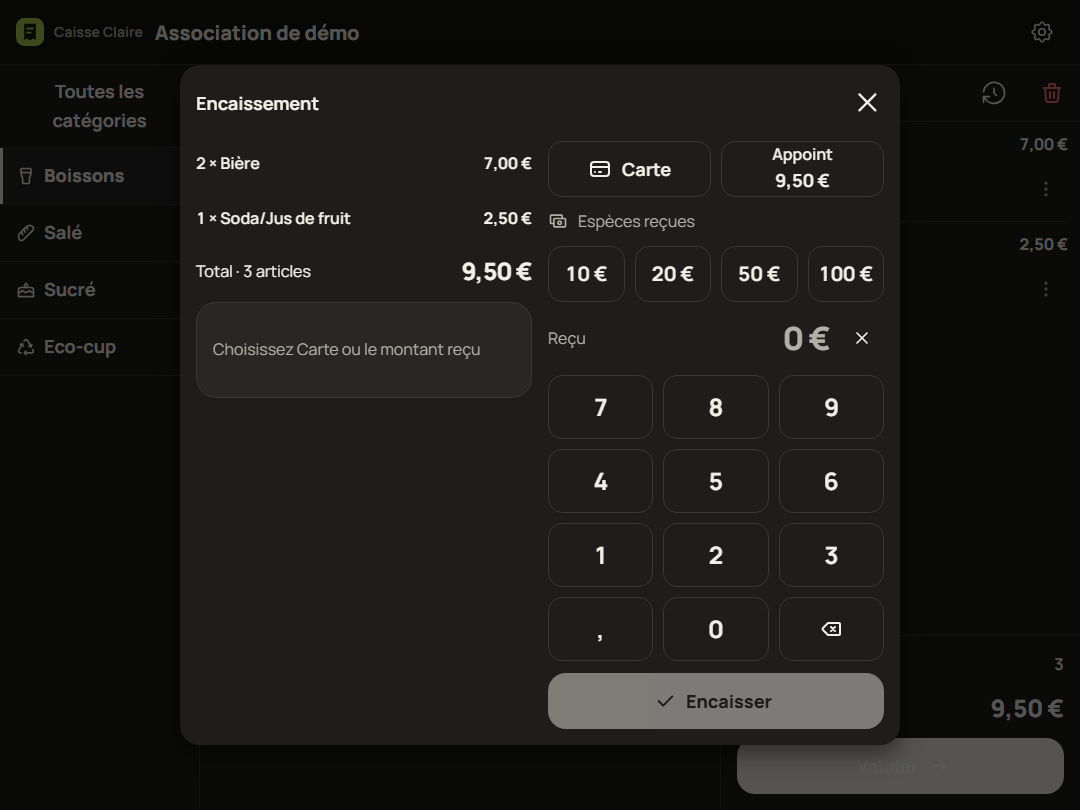 Caisse Claire Association de démo
Toutes les
catégories
Boissons
Salé
Sucré
Eco-cup
Encaissement
2 × Bière 7,00 €
1 × Soda/Jus de fruit 2,50 €
Total · 3 articles 9,50 €
Choisissez Carte ou le montant reçu
Carte
Appoint
9,50 €
Espèces reçues
10 € 20 € 50 € 100 €
Reçu 0 €
7 8 9
4 5 6
1 2 3
, 0
Encaisser
7,00 €
2,50 €
3
9,50 €
Valider